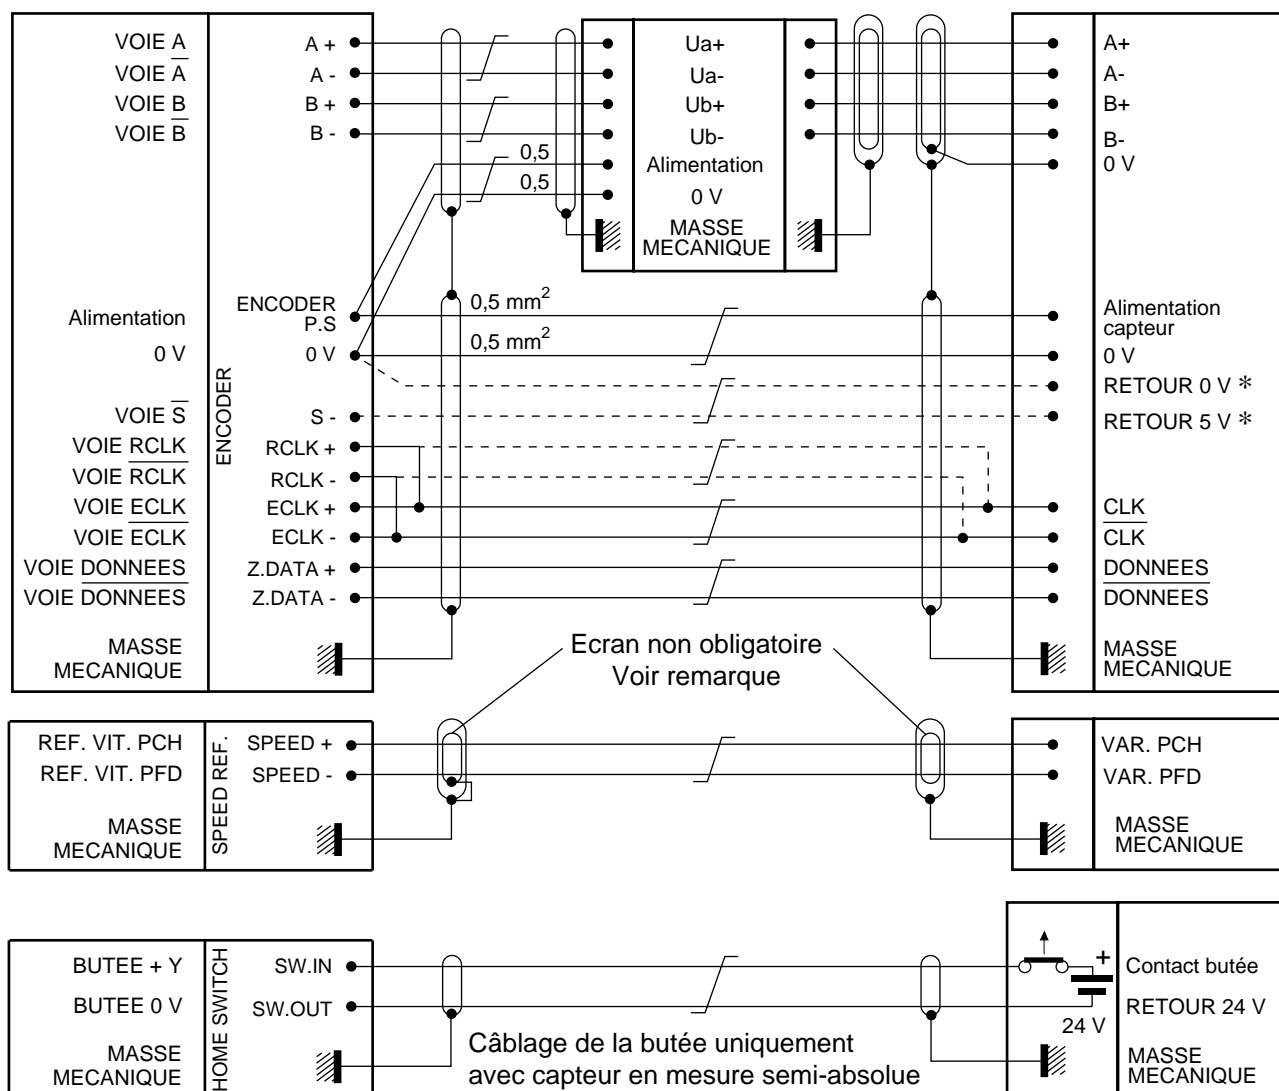 VOIE A A + Ua+ A+
VOIE A A - Ua- A-
VOIE B B + Ub+ B+
VOIE B B - Ub- B-
0,5 Alimentation 0 V
0,5 0 V
MASSE
MECANIQUE
ENCODER
Alimentation ENCODER P.S 0,5 mm2 Alimentation capteur
0 V 0 V 0,5 mm2 0 V
RETOUR 0 V *
VOIE S S - RETOUR 5 V *
VOIE RCLK RCLK +
VOIE RCLK RCLK -
VOIE ECLK ECLK + CLK
VOIE ECLK ECLK - CLK
VOIE DONNEES Z.DATA + DONNEES
VOIE DONNEES Z.DATA - DONNEES
MASSE
MECANIQUE
MASSE
MECANIQUE
Ecran non obligatoire
Voir remarque
SPEED REF.
REF. VIT. PCH SPEED + VAR. PCH
REF. VIT. PFD SPEED - VAR. PFD
MASSE
MECANIQUE
MASSE
MECANIQUE
HOME SWITCH
BUTEE + Y SW.IN + Contact butée
BUTEE 0 V SW.OUT 24 V RETOUR 24 V
MASSE
MECANIQUE
Câblage de la butée uniquement
avec capteur en mesure semi-absolue
MASSE
MECANIQUE